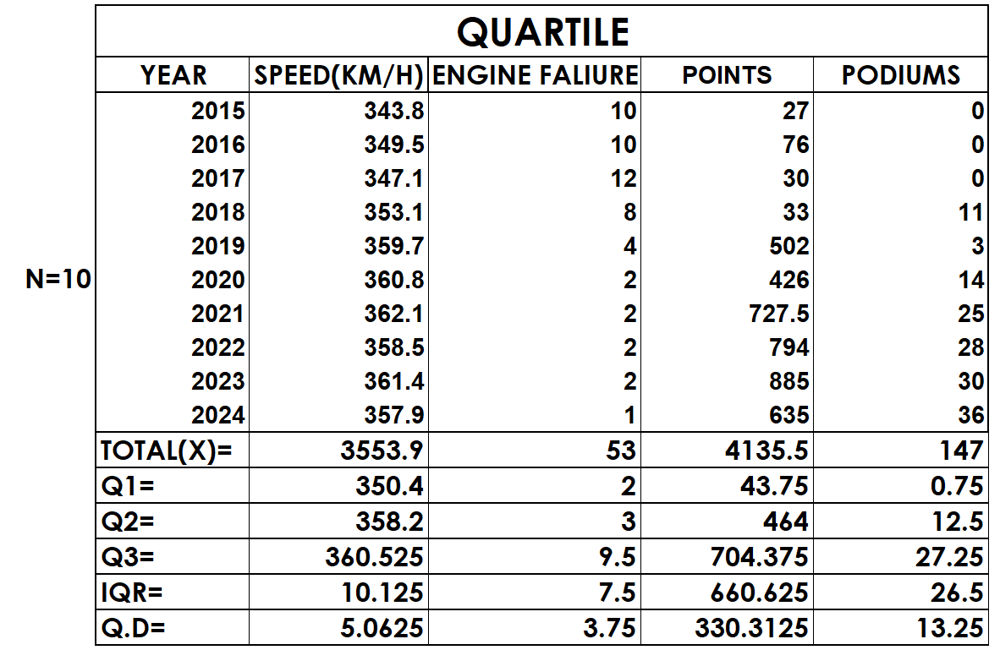 QUARTILE
YEAR SPEED(KM/H) ENGINE FALIURE POINTS PODIUMS
2015 343.8 10 27 0
2016 349.5 10 76 0
2017 347.1 12 30 0
2018 353.1 8 33 11
2019 359.7 4 502 3
N=10 2020 360.8 2 426 14
2021 362.1 2 727.5 25
2022 358.5 2 794 28
2023 361.4 2 885 30
2024 357.9 1 635 36
TOTAL(X)= 3553.9 53 4135.5 147
Q1= 350.4 2 43.75 0.75
Q2= 358.2 3 464 12.5
Q3= 360.525 9.5 704.375 27.25
IQR= 10.125 7.5 660.625 26.5
Q.D= 5.0625 3.75 330.3125 13.25